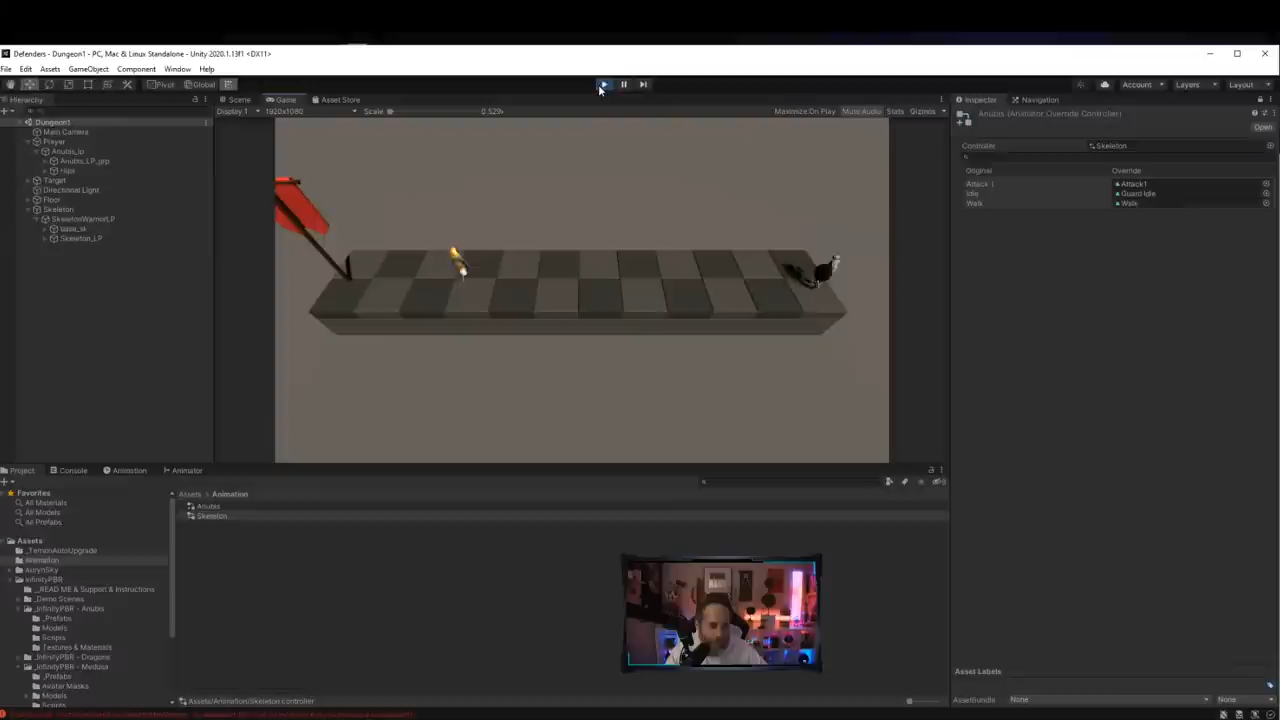 Defenders - Dungeon1 - PC, Mac & Linux Standalone - Unity 2020.1.13f1 <DX11>
File Edit Assets GameObject Component Window Help
Pivot Global Account Layers Layout
Hierarchy Scene Game Asset Store Inspector Navigation
Display 1 1920x1080 Scale 0.529x Maximize On Play Mute Audio Stats Gizmos
Anubis (Animator Override Controller)
Open
Dungeon1
Main Camera
Player
Anubis_lp
Anubis_LP_grp
Target
Directional Light
Floor
Skeleton
SkeletonWarriorLP
Skeleton_LP
Controller Skeleton
Original Override
Attack 1 Attack1
Idle Guard Idle
Walk Walk
Project Console Animation Animator
Favorites
All Materials
All Models
All Prefabs
Assets
_TerrainAutoUpgrade
Animation
AurynSky
InfinityPBR
__READ ME & Support & Instructions
_Demo Scenes
_InfinityPBR - Anubis
_Prefabs
Models
Scripts
Textures & Materials
_InfinityPBR - Dragons
_InfinityPBR - Medusa
_Prefabs
Avatar Masks
Models
Scripts
Assets > Animation
Anubis
Skeleton
Assets/Animation/Skeleton.controller
Asset Labels
AssetBundle None None